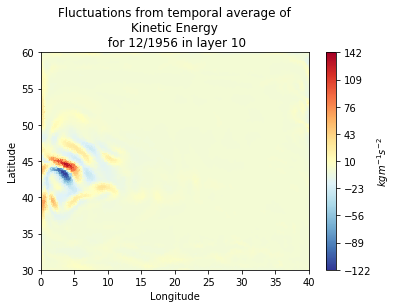 Fluctuations from temporal average of
Kinetic Energy
for 12/1956 in layer 10
60
55
50
45
40
35
30
Latitude
0 5 10 15 20 25 30 35 40
Longitude
142
109
76
43
10
−23
−56
−89
−122
kgm⁻¹s⁻²